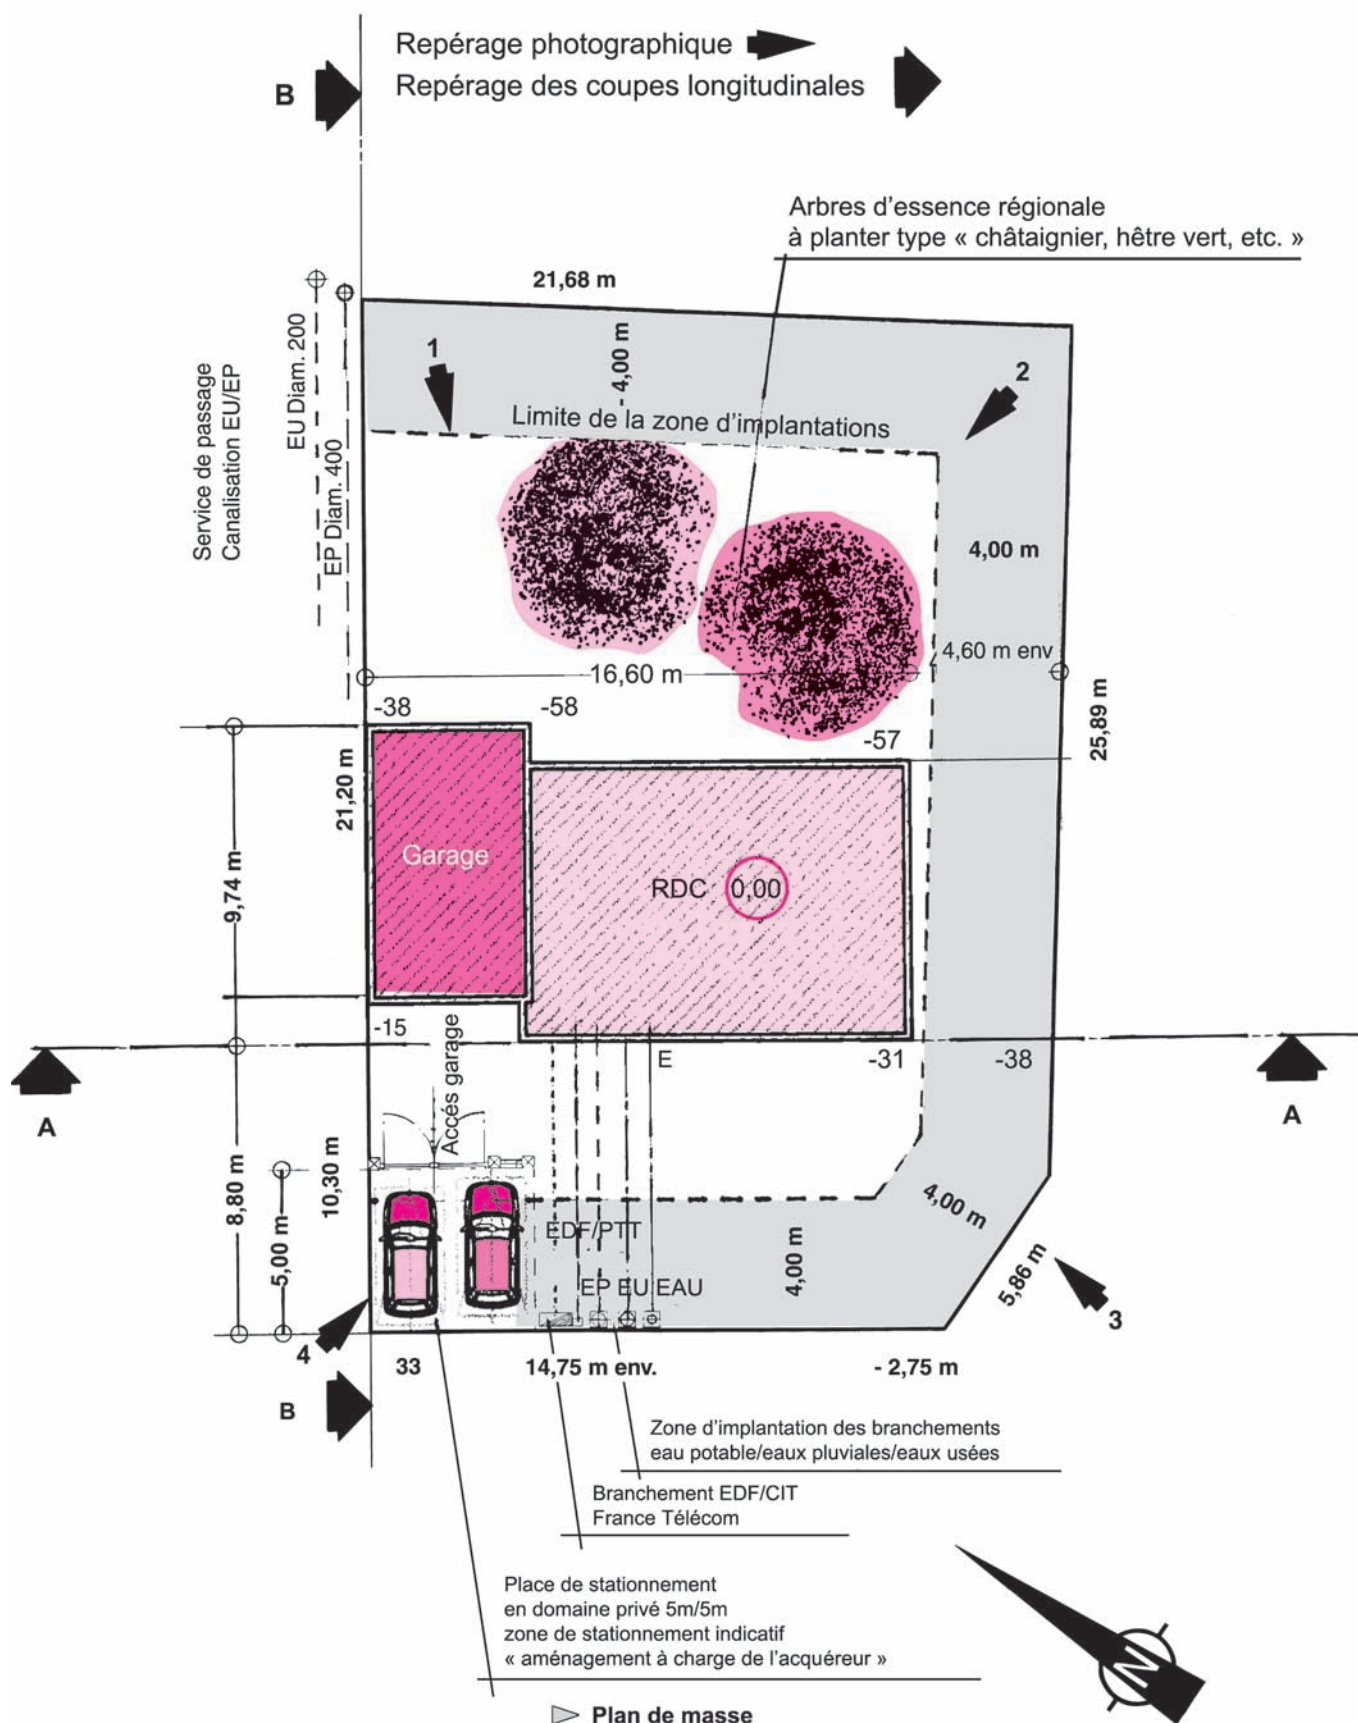 Repérage photographique
Repérage des coupes longitudinales
B
Arbres d'essence régionale
à planter type « châtaignier, hêtre vert, etc. »
21,68 m
Service de passage
Canalisation EU/EP
EU Diam. 200
EP Diam. 400
1
- 4,00 m
2
Limite de la zone d'implantations
4,00 m
16,60 m
4,60 m env
-38
-58
-57
25,89 m
21,20 m
9,74 m
Garage
RDC
0,00
-15
Accés garage
E
-31
-38
A
A
8,80 m
10,30 m
5,00 m
EDF/PTT
EP EU EAU
4,00 m
4,00 m
5,86 m
3
4
33
14,75 m env.
- 2,75 m
B
Zone d'implantation des branchements
eau potable/eaux pluviales/eaux usées
Branchement EDF/CIT
France Télécom
Place de stationnement
en domaine privé 5m/5m
zone de stationnement indicatif
« aménagement à charge de l'acquéreur »
N
Plan de masse